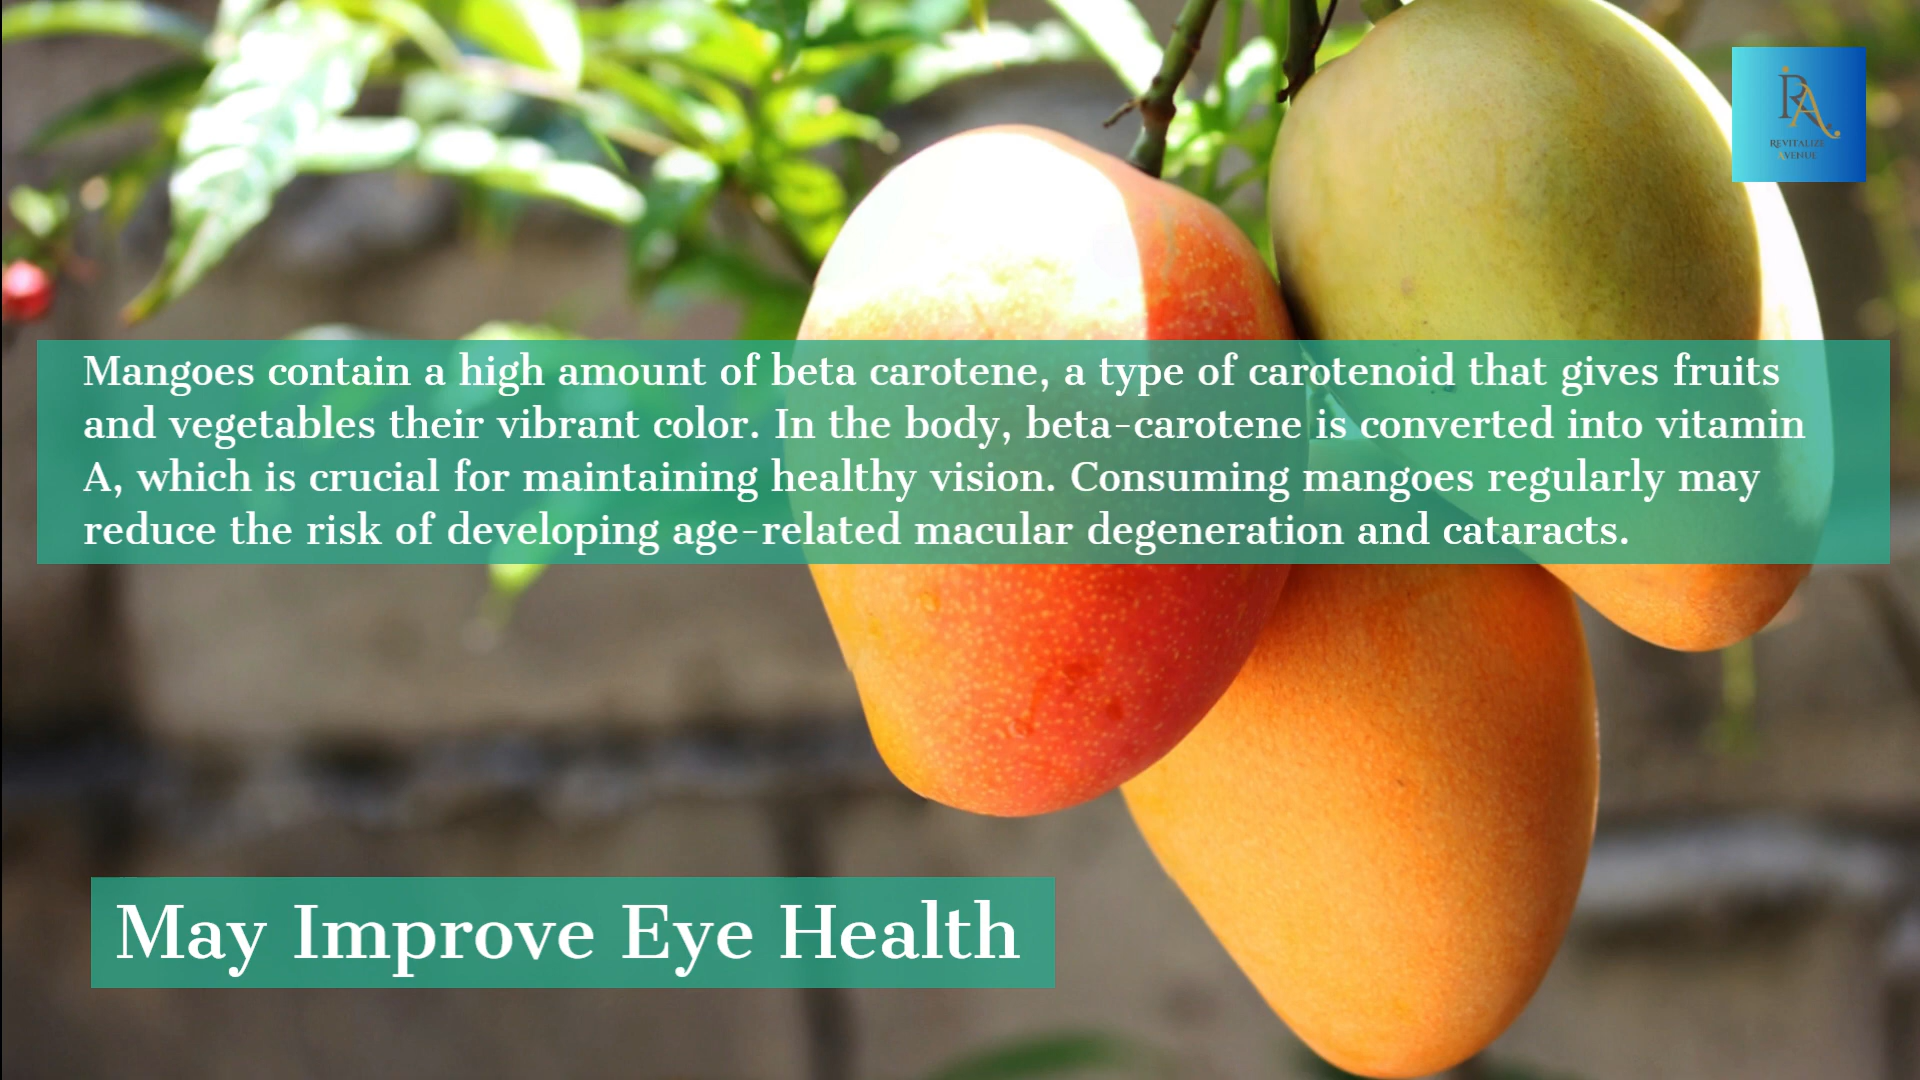 REVITALIZE
AVENUE
Mangoes contain a high amount of beta carotene, a type of carotenoid that gives fruits
and vegetables their vibrant color. In the body, beta-carotene is converted into vitamin
A, which is crucial for maintaining healthy vision. Consuming mangoes regularly may
reduce the risk of developing age-related macular degeneration and cataracts.
May Improve Eye Health